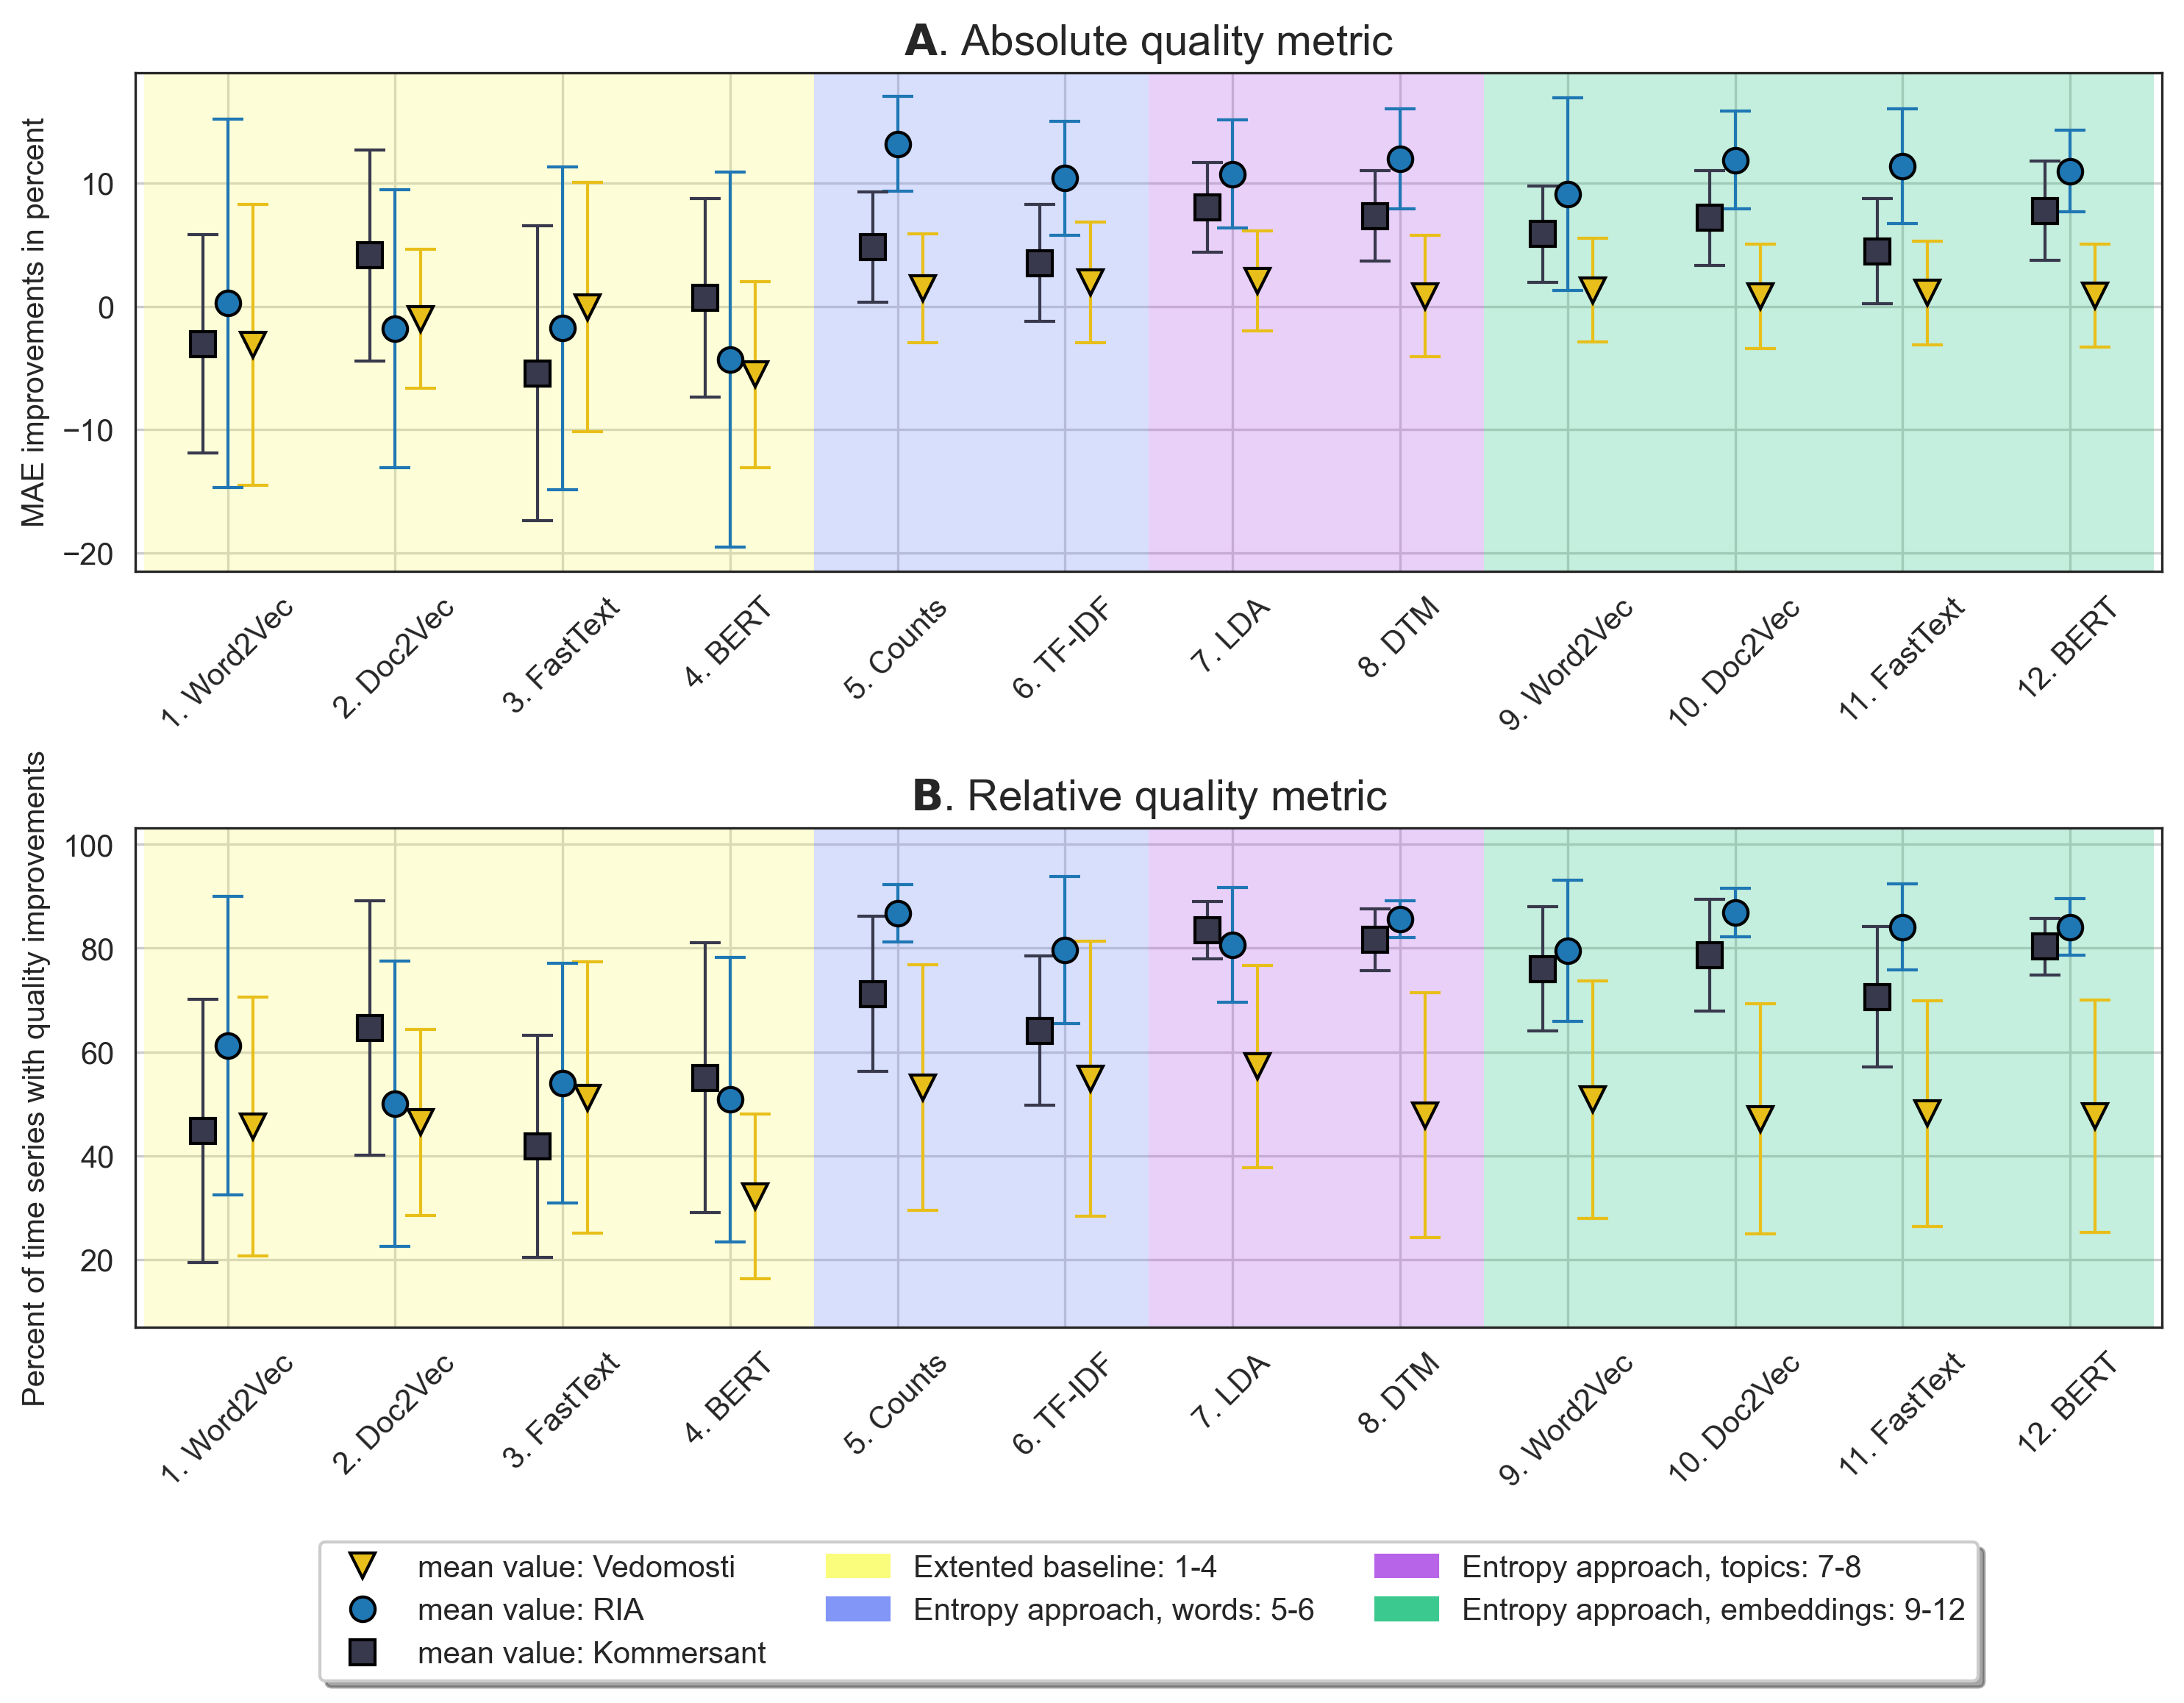 A. Absolute quality metric
MAE improvements in percent
10
0
−10
−20
1. Word2Vec
2. Doc2Vec
3. FastText
4. BERT
5. Counts
6. TF-IDF
7. LDA
8. DTM
9. Word2Vec
10. Doc2Vec
11. FastText
12. BERT
B. Relative quality metric
Percent of time series with quality improvements
100
80
60
40
20
1. Word2Vec
2. Doc2Vec
3. FastText
4. BERT
5. Counts
6. TF-IDF
7. LDA
8. DTM
9. Word2Vec
10. Doc2Vec
11. FastText
12. BERT
mean value: Vedomosti
mean value: RIA
mean value: Kommersant
Extented baseline: 1-4
Entropy approach, words: 5-6
Entropy approach, topics: 7-8
Entropy approach, embeddings: 9-12